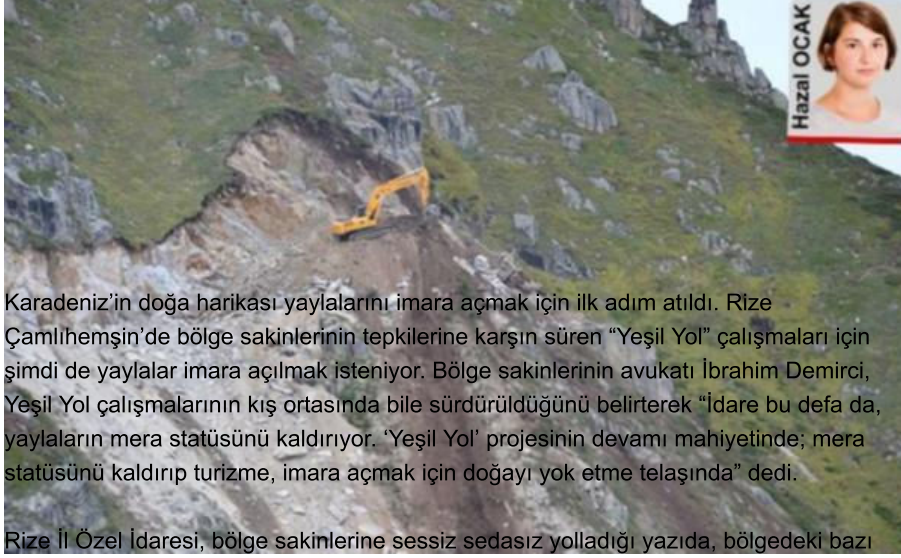 Hazal OCAK
Karadeniz’in doğa harikası yaylalarını imara açmak için ilk adım atıldı. Rize
Çamlıhemşin’de bölge sakinlerinin tepkilerine karşın süren “Yeşil Yol” çalışmaları için
şimdi de yaylalar imara açılmak isteniyor. Bölge sakinlerinin avukatı İbrahim Demirci,
Yeşil Yol çalışmalarının kış ortasında bile sürdürüldüğünü belirterek “İdare bu defa da,
yaylaların mera statüsünü kaldırıyor. ‘Yeşil Yol’ projesinin devamı mahiyetinde; mera
statüsünü kaldırıp turizme, imara açmak için doğayı yok etme telaşında” dedi.
Rize İl Özel İdaresi, bölge sakinlerine sessiz sedasız yolladığı yazıda, bölgedeki bazı